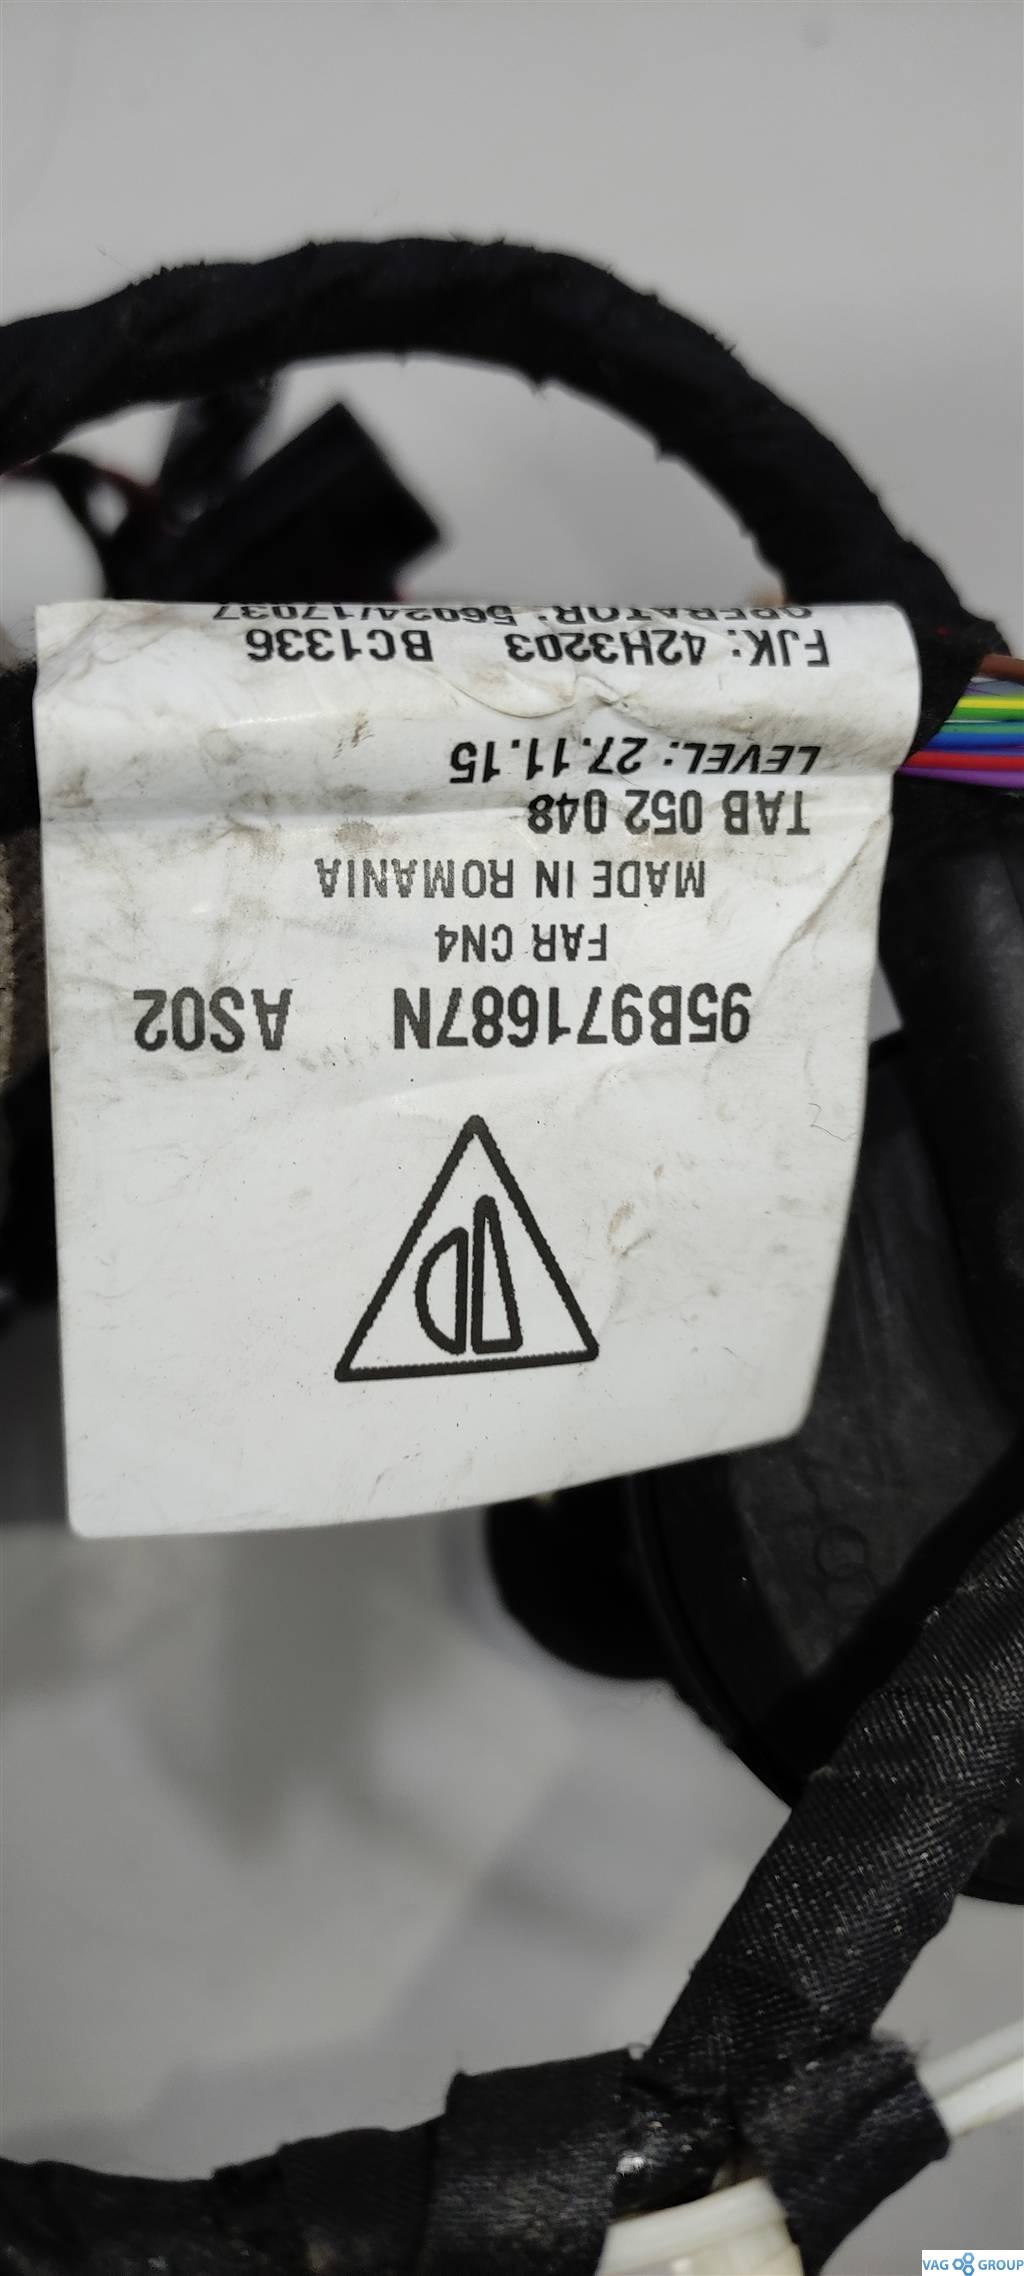 95B971687N AS02
FAR CN4
MADE IN ROMANIA
TAB 052 048
LEVEL: 27.11.15
FJK: 42H3203 BC1336
OPERATOR: 56024/17037
VAG GROUP